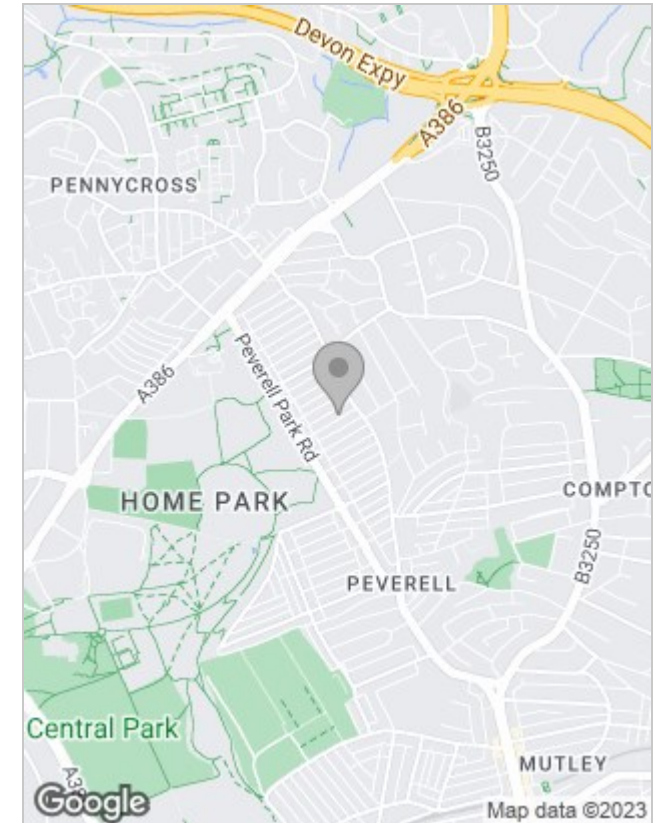 Devon Expy
A386
B3250
PENNYCROSS
Peverell Park Rd
A386
HOME PARK
COMPTO
B3250
PEVERELL
Central Park
A38
MUTLEY
Google
Map data ©2023